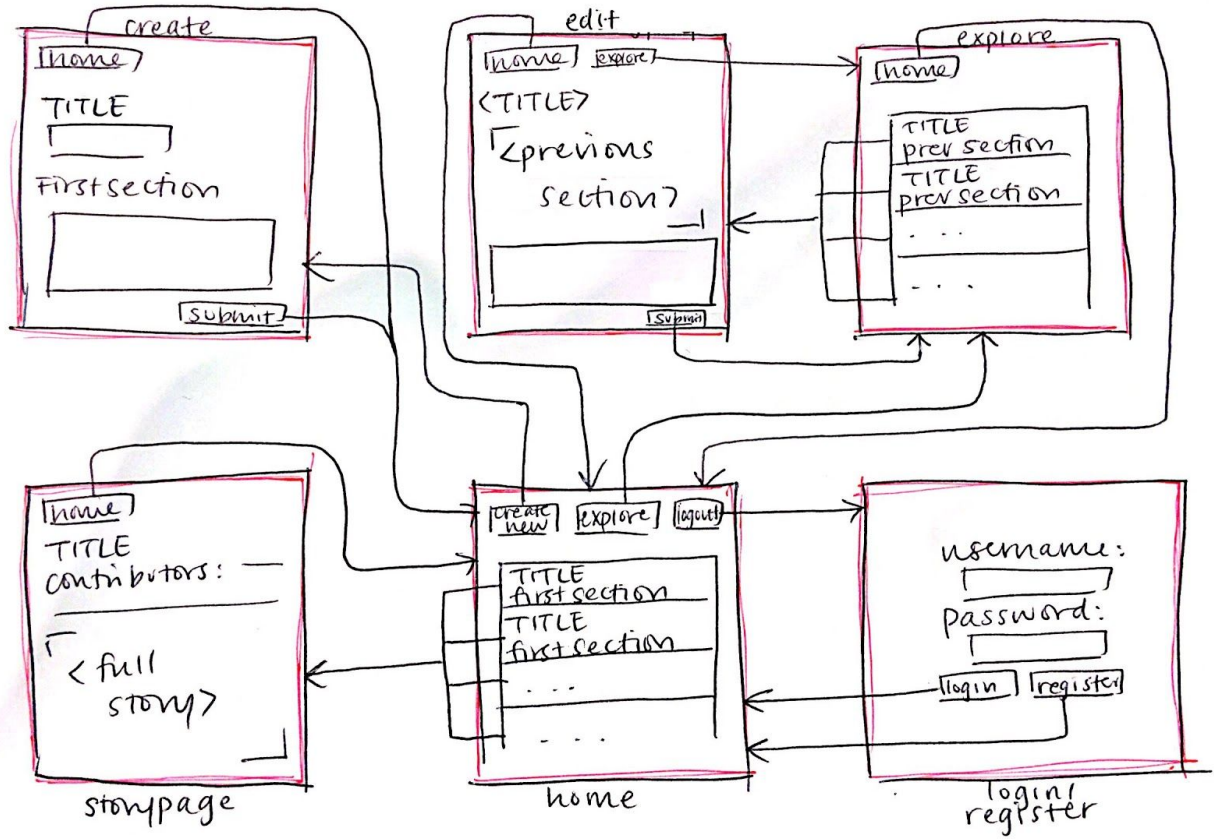 create
home
TITLE
First section
submit
edit
home explore
<TITLE>
<previous
section>
submit
explore
home
TITLE
prev section
TITLE
prev section
. . .
. . .
home
TITLE
contributors:
<full
story>
storypage
create
new
explore
logout
TITLE
first section
TITLE
first section
. . .
. . .
home
username:
password:
login register
login/
register